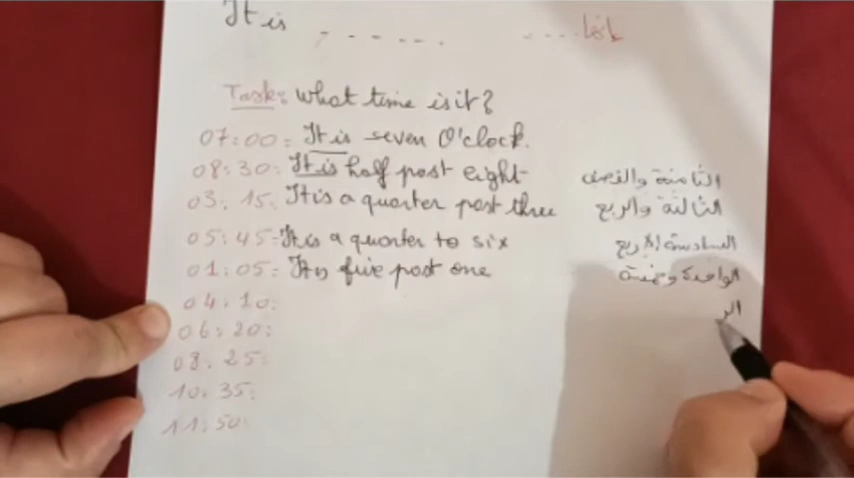 It is
Task: what time is it?
07:00= It is seven O'clock.
08:30: It is half past eight الثامنة والنصف
03:15: It is a quarter past three الثالثة والربع
05:45= It is a quarter to six السادسة إلا ربع
01:05: It is five past one الواحدة وخمسة
04:10: الر
06:20:
08:25:
10:35:
11:50: